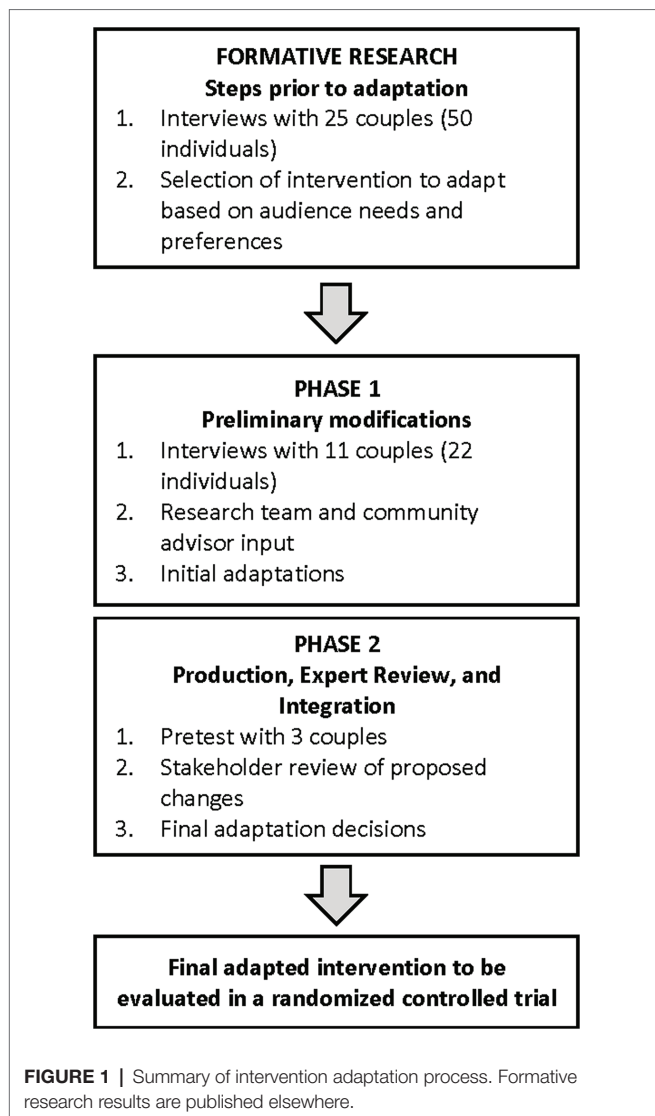 FORMATIVE RESEARCH
Steps prior to adaptation
1. Interviews with 25 couples (50
individuals)
2. Selection of intervention to adapt
based on audience needs and
preferences
PHASE 1
Preliminary modifications
1. Interviews with 11 couples (22
individuals)
2. Research team and community
advisor input
3. Initial adaptations
PHASE 2
Production, Expert Review, and
Integration
1. Pretest with 3 couples
2. Stakeholder review of proposed
changes
3. Final adaptation decisions
Final adapted intervention to be
evaluated in a randomized controlled trial
FIGURE 1 | Summary of intervention adaptation process. Formative
research results are published elsewhere.